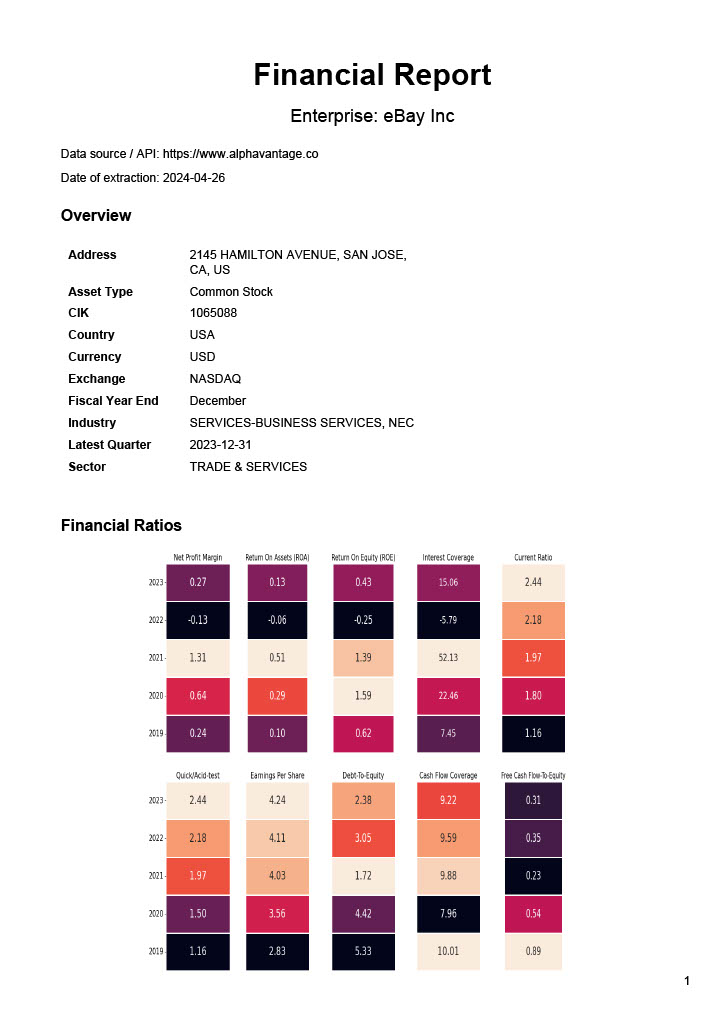 Financial Report
Enterprise: eBay Inc
Data source / API: https://www.alphavantage.co
Date of extraction: 2024-04-26
Overview
Address 2145 HAMILTON AVENUE, SAN JOSE,
CA, US
Asset Type Common Stock
CIK 1065088
Country USA
Currency USD
Exchange NASDAQ
Fiscal Year End December
Industry SERVICES-BUSINESS SERVICES, NEC
Latest Quarter 2023-12-31
Sector TRADE & SERVICES
Financial Ratios
Net Profit Margin Return On Assets (ROA) Return On Equity (ROE) Interest Coverage Current Ratio
2023 0.27 0.13 0.43 15.06 2.44
2022 -0.13 -0.06 -0.25 -5.79 2.18
2021 1.31 0.51 1.39 52.13 1.97
2020 0.64 0.29 1.59 22.46 1.80
2019 0.24 0.10 0.62 7.45 1.16
Quick/Acid-test Earnings Per Share Debt-To-Equity Cash Flow Coverage Free Cash Flow-To-Equity
2023 2.44 4.24 2.38 9.22 0.31
2022 2.18 4.11 3.05 9.59 0.35
2021 1.97 4.03 1.72 9.88 0.23
2020 1.50 3.56 4.42 7.96 0.54
2019 1.16 2.83 5.33 10.01 0.89
1